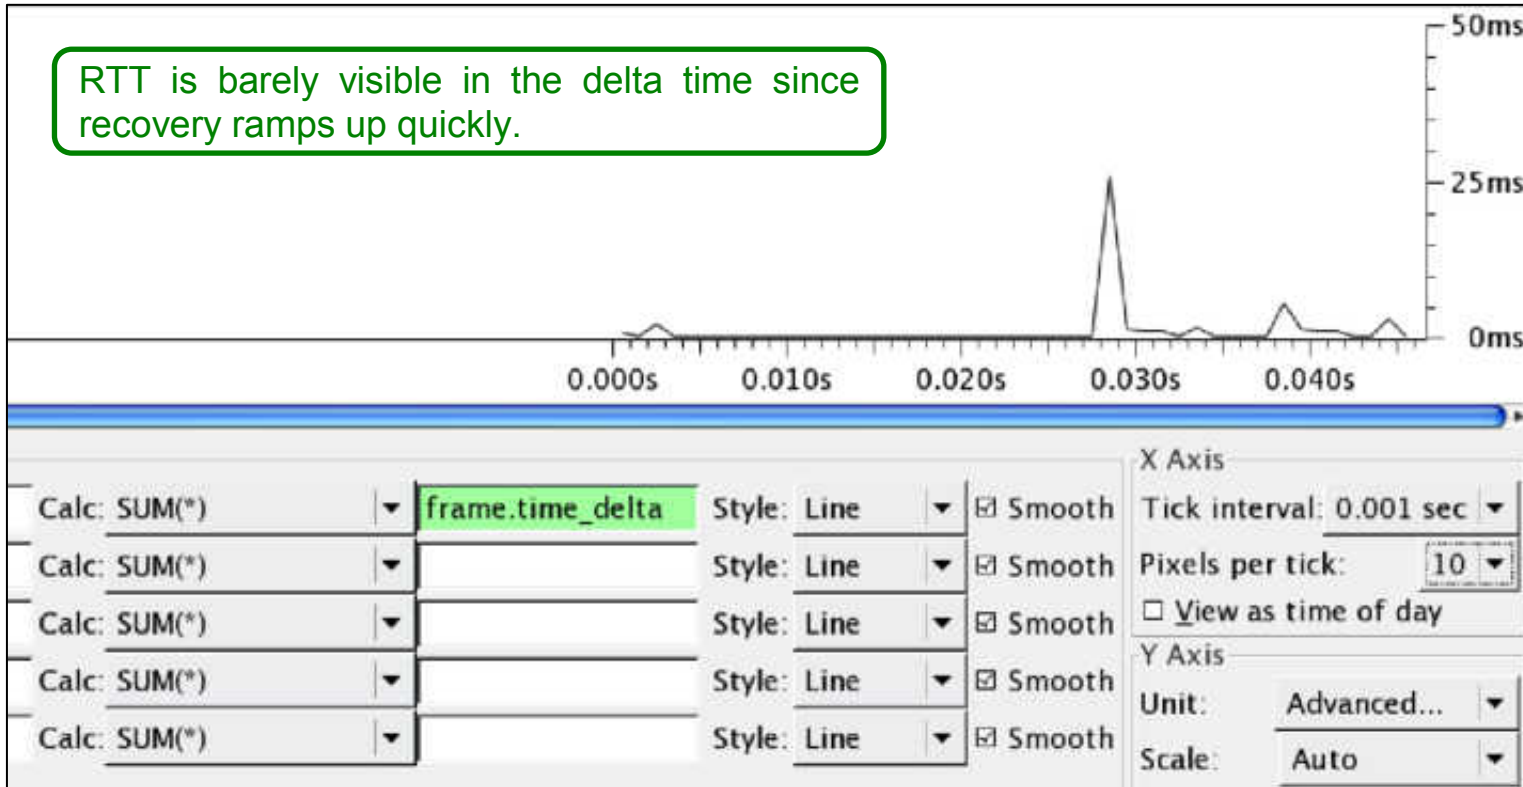 50ms
RTT is barely visible in the delta time since
recovery ramps up quickly.
25ms
0ms
0.000s 0.010s 0.020s 0.030s 0.040s
X Axis
Calc: SUM(*) frame.time_delta Style: Line Smooth Tick interval: 0.001 sec
Calc: SUM(*) Style: Line Smooth Pixels per tick: 10
Calc: SUM(*) Style: Line Smooth View as time of day
Y Axis
Calc: SUM(*) Style: Line Smooth Unit: Advanced...
Calc: SUM(*) Style: Line Smooth Scale: Auto